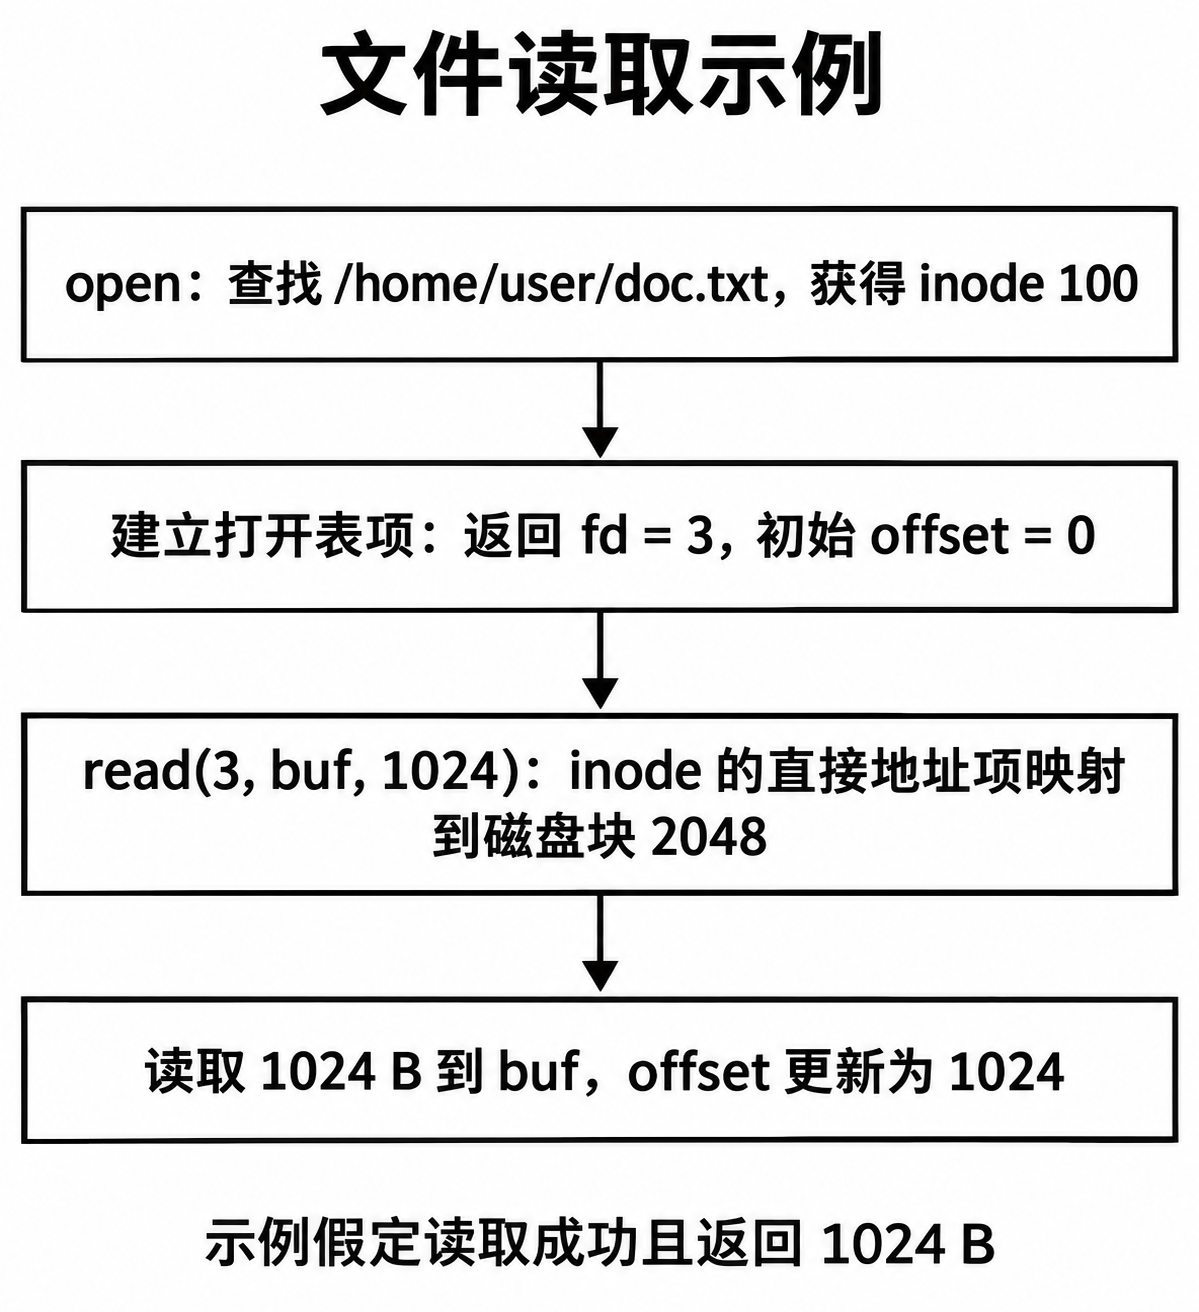 文件读取示例
open：查找 /home/user/doc.txt，获得 inode 100
建立打开表项：返回 fd = 3，初始 offset = 0
read(3, buf, 1024)：inode 的直接地址项映射
到磁盘块 2048
读取 1024 B 到 buf，offset 更新为 1024
示例假定读取成功且返回 1024 B